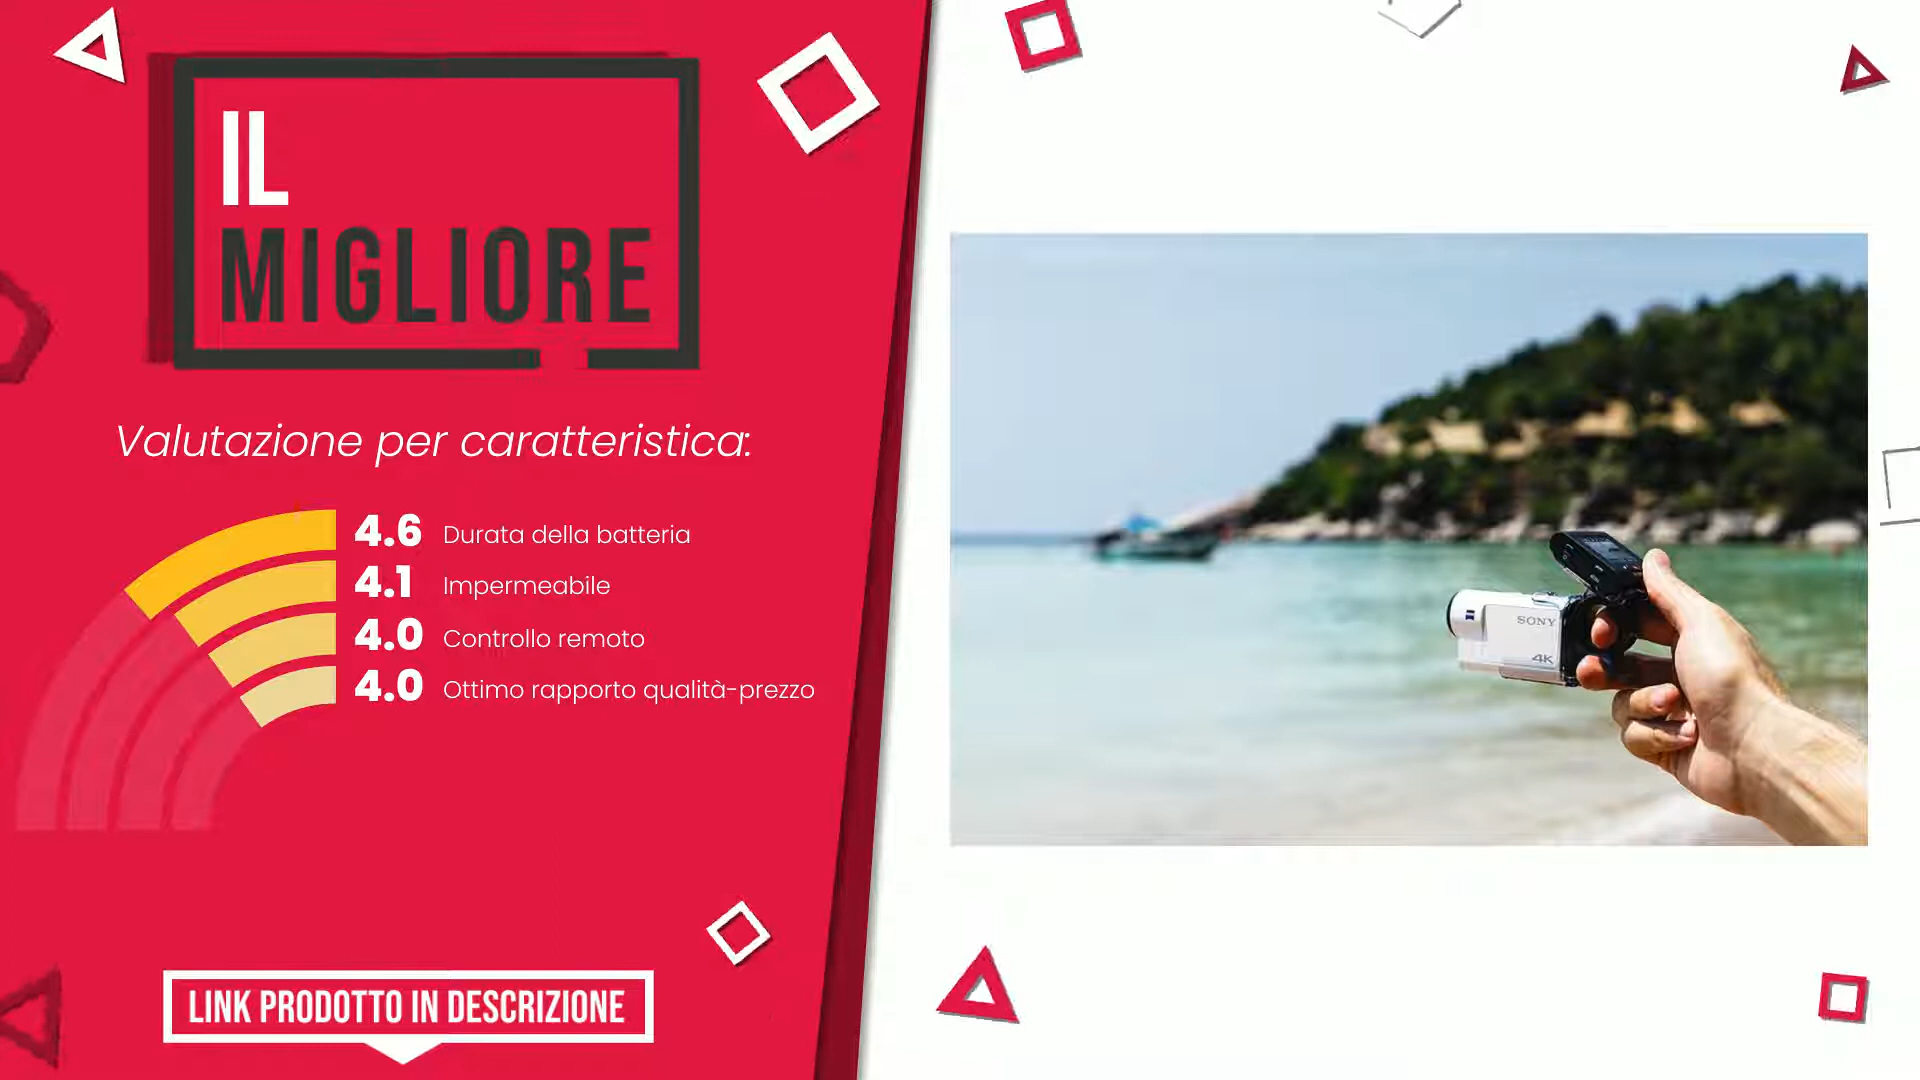 IL
MIGLIORE
Valutazione per caratteristica:
4.6 Durata della batteria
4.1 Impermeabile
4.0 Controllo remoto
4.0 Ottimo rapporto qualità-prezzo
LINK PRODOTTO IN DESCRIZIONE
SONY
4K